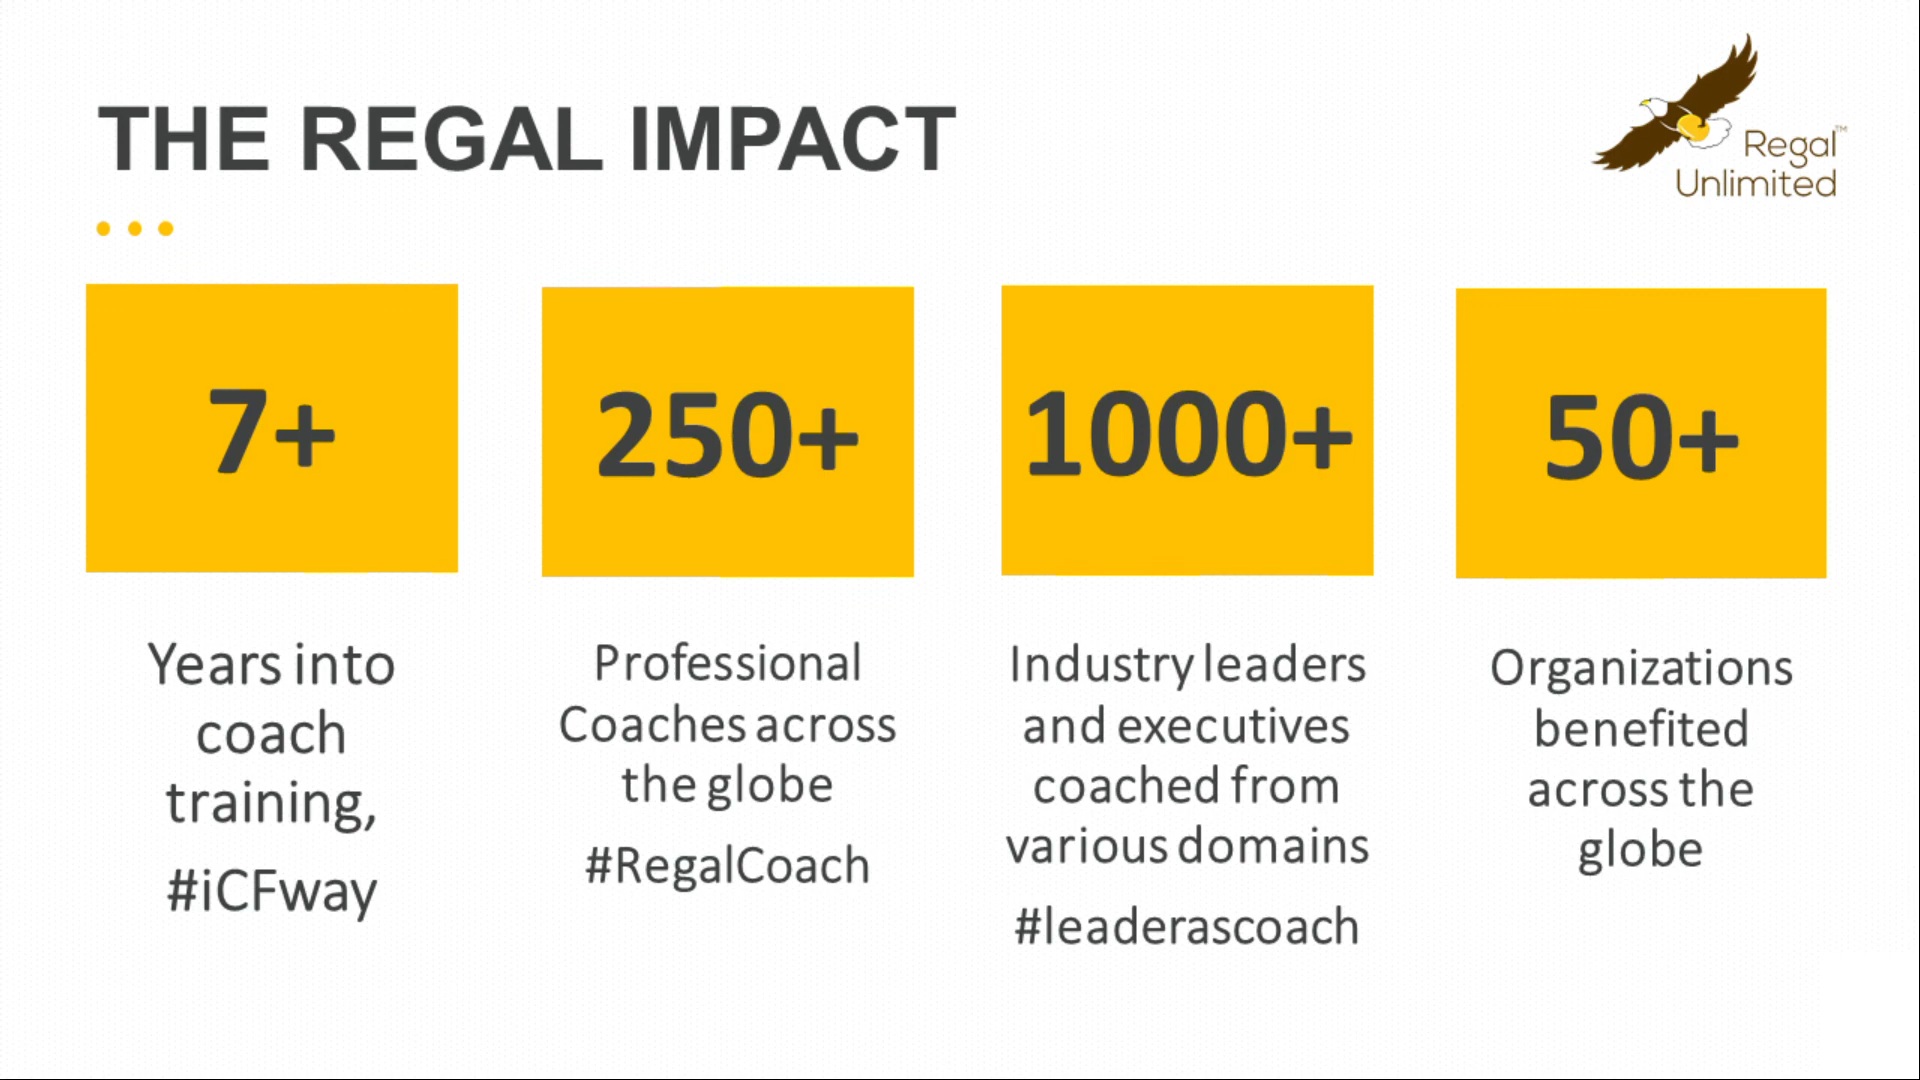 THE REGAL IMPACT
Regal™
Unlimited
7+
Years into
coach
training,
#iCFway
250+
Professional
Coaches across
the globe
#RegalCoach
1000+
Industry leaders
and executives
coached from
various domains
#leaderascoach
50+
Organizations
benefited
across the
globe